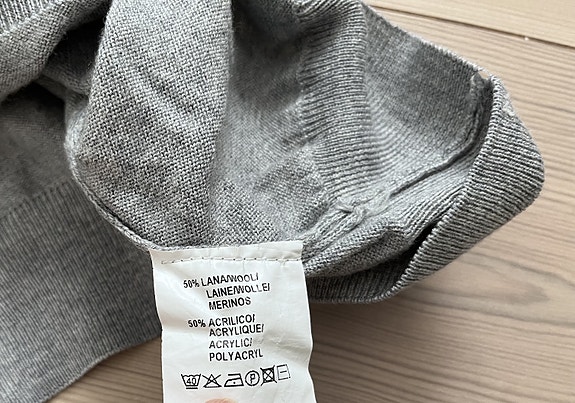 50% LANA/WOOL/
LAINE/WOLLE/
MERINOS
50% ACRILICO/
ACRYLIQUE/
ACRYLIC/
POLYACRYL
40 P